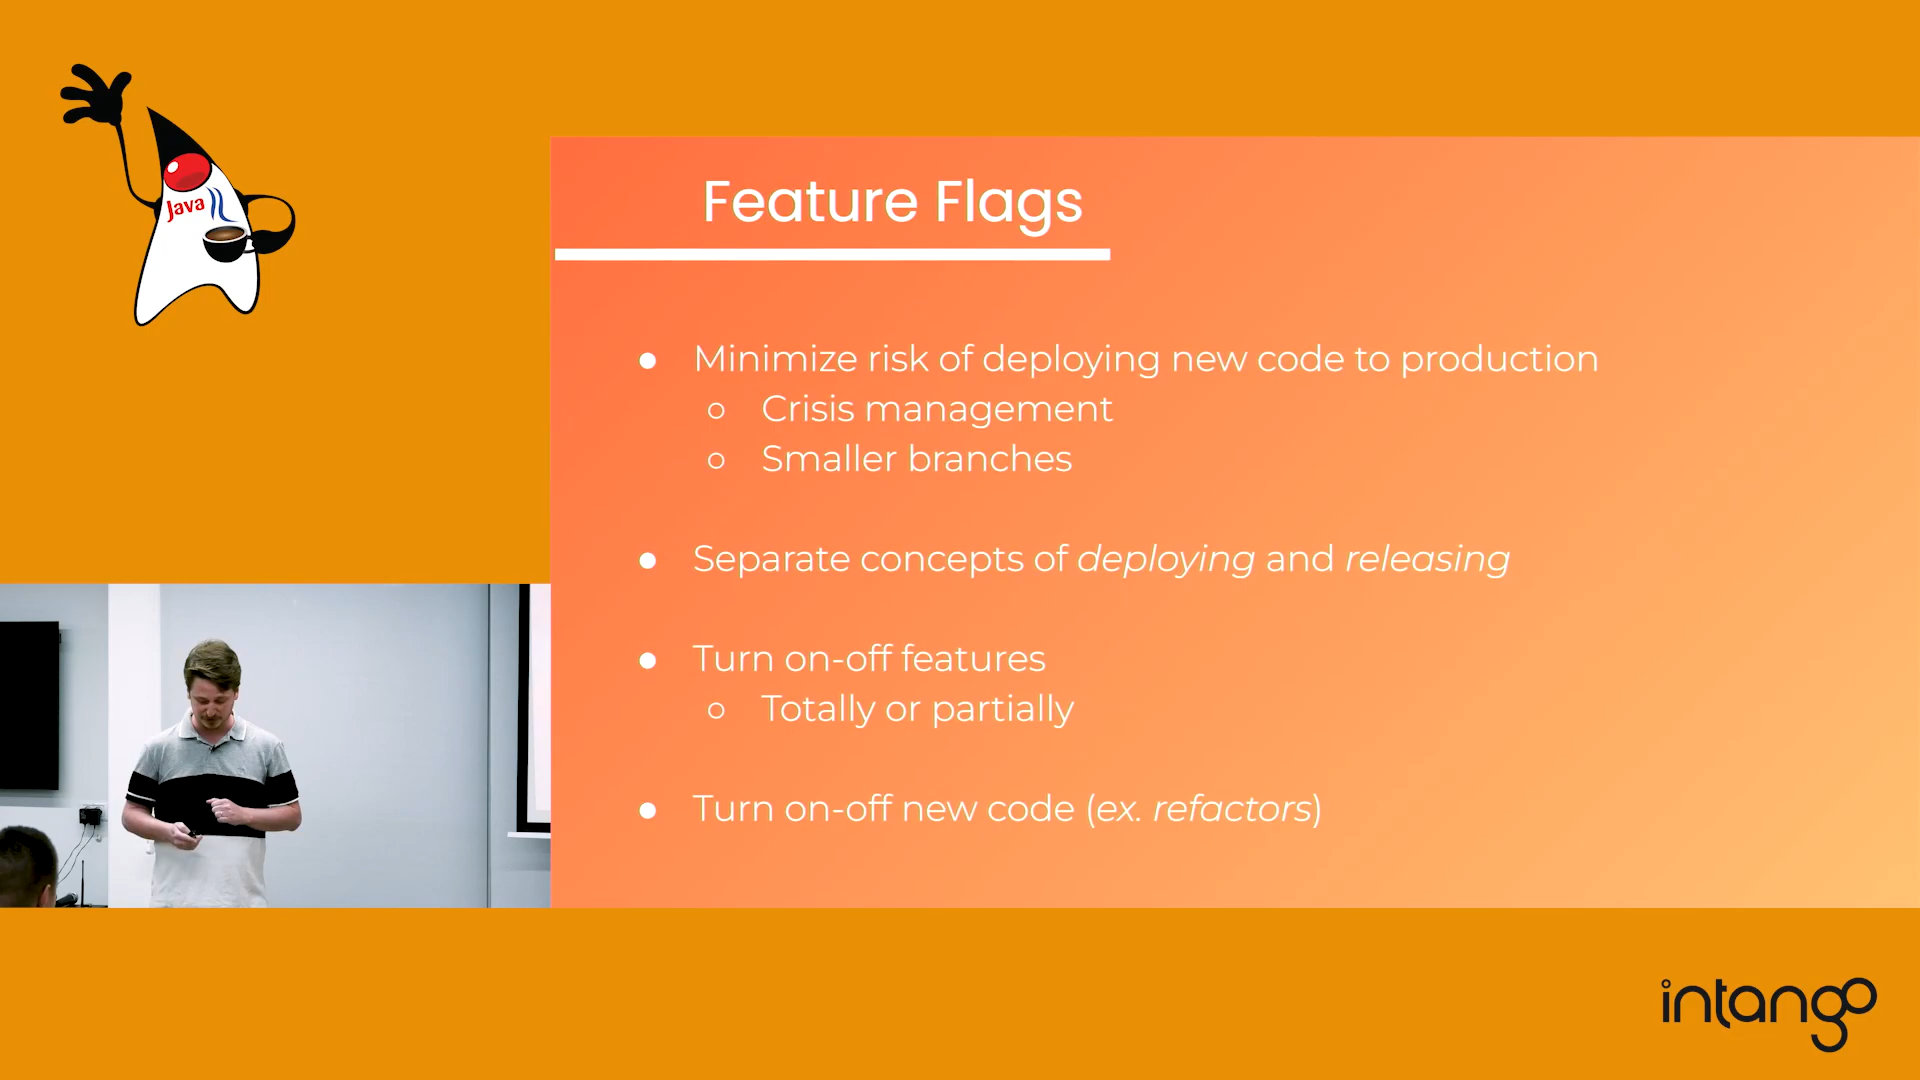 Java
Feature Flags
● Minimize risk of deploying new code to production
○ Crisis management
○ Smaller branches
● Separate concepts of deploying and releasing
● Turn on-off features
○ Totally or partially
● Turn on-off new code (ex. refactors)
intango